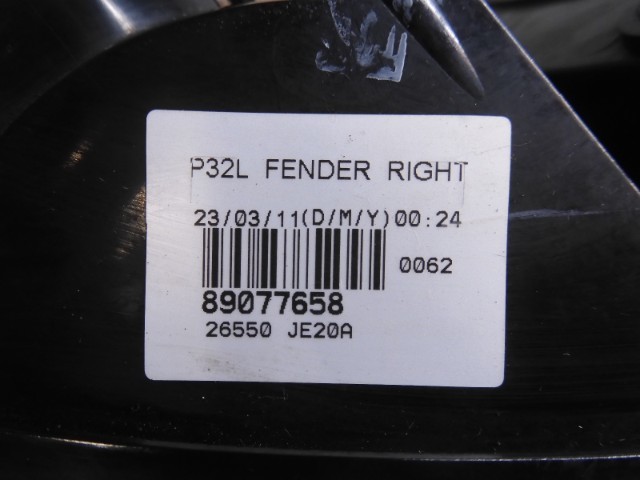 P32L FENDER RIGHT
23/03/11(D/M/Y)00:24
0062
89077658
26550 JE20A